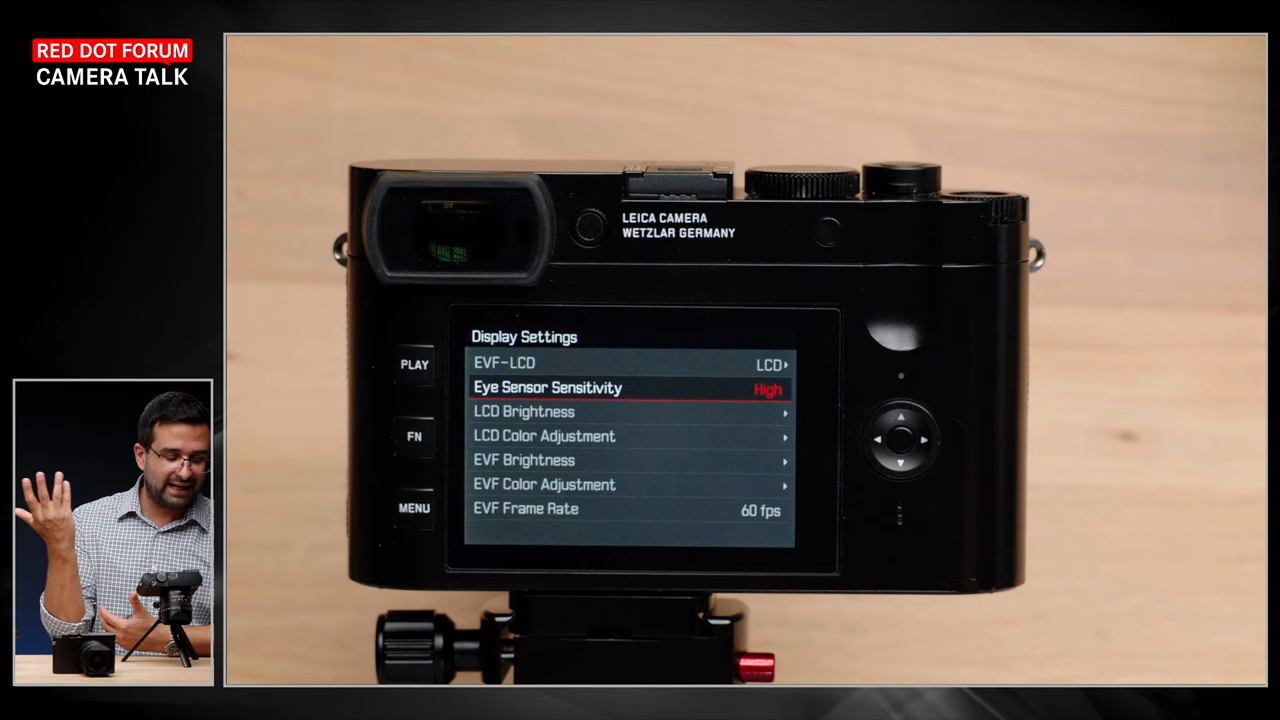 RED DOT FORUM
CAMERA TALK
LEICA CAMERA
WETZLAR GERMANY
PLAY
FN
MENU
Display Settings
EVF-LCD LCD
Eye Sensor Sensitivity High
LCD Brightness
LCD Color Adjustment
EVF Brightness
EVF Color Adjustment
EVF Frame Rate 60 fps